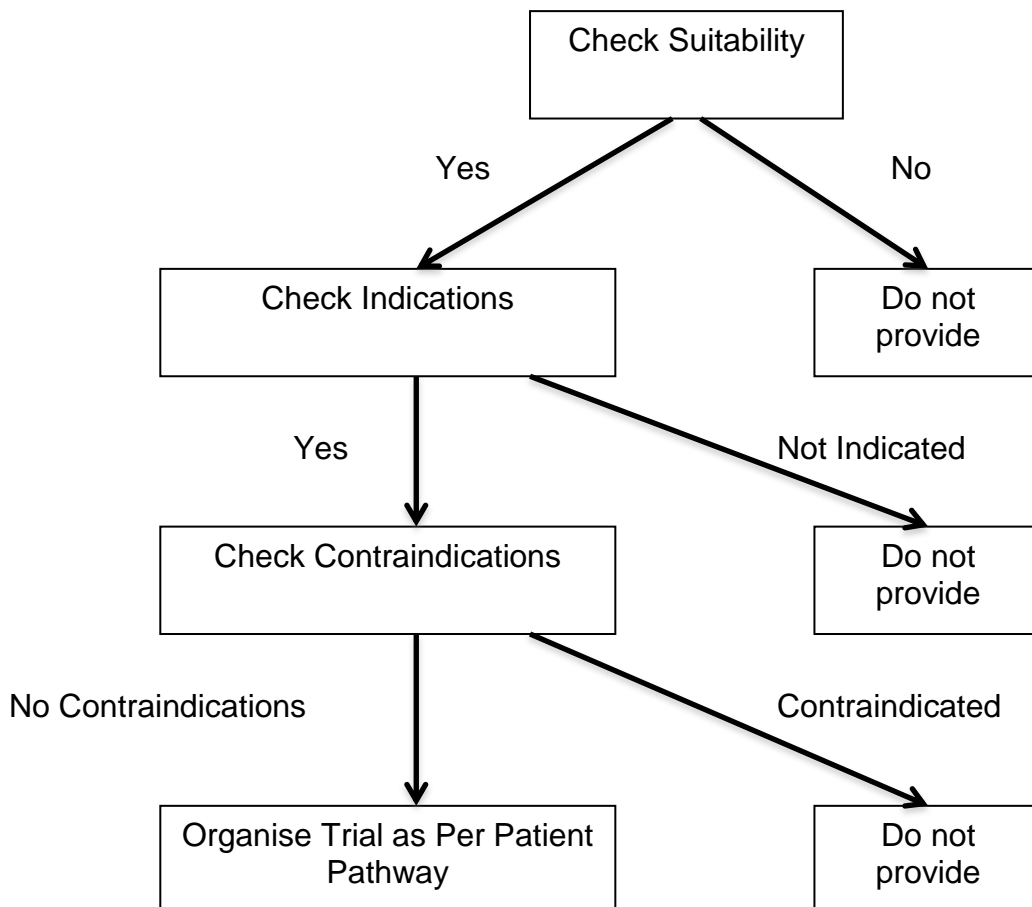 Check Suitability
Yes
No
Check Indications
Do not
provide
Yes
Not Indicated
Check Contraindications
Do not
provide
No Contraindications
Contraindicated
Organise Trial as Per Patient
Pathway
Do not
provide